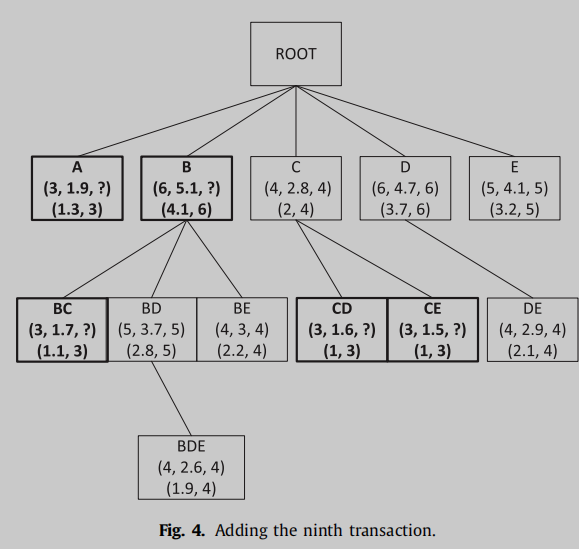 ROOT
A
(3, 1.9, ?)
(1.3, 3)
B
(6, 5.1, ?)
(4.1, 6)
C
(4, 2.8, 4)
(2, 4)
D
(6, 4.7, 6)
(3.7, 6)
E
(5, 4.1, 5)
(3.2, 5)
BC
(3, 1.7, ?)
(1.1, 3)
BD
(5, 3.7, 5)
(2.8, 5)
BE
(4, 3, 4)
(2.2, 4)
CD
(3, 1.6, ?)
(1, 3)
CE
(3, 1.5, ?)
(1, 3)
DE
(4, 2.9, 4)
(2.1, 4)
BDE
(4, 2.6, 4)
(1.9, 4)
Fig. 4. Adding the ninth transaction.